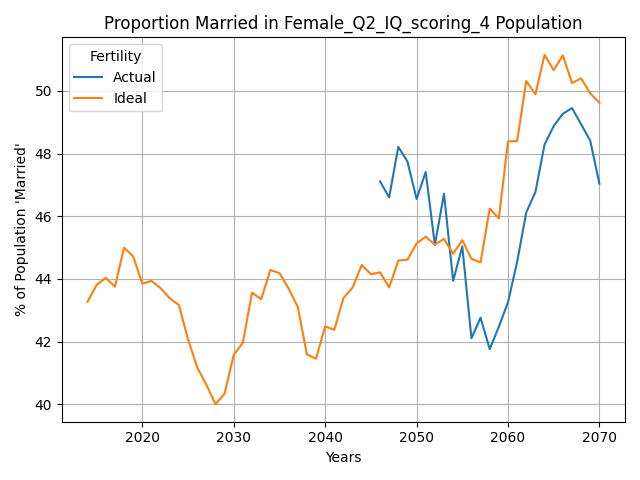 Proportion Married in Female_Q2_IQ_scoring_4 Population
Fertility
Actual
Ideal
% of Population 'Married'
50
48
46
44
42
40
2020
2030
2040
2050
2060
2070
Years